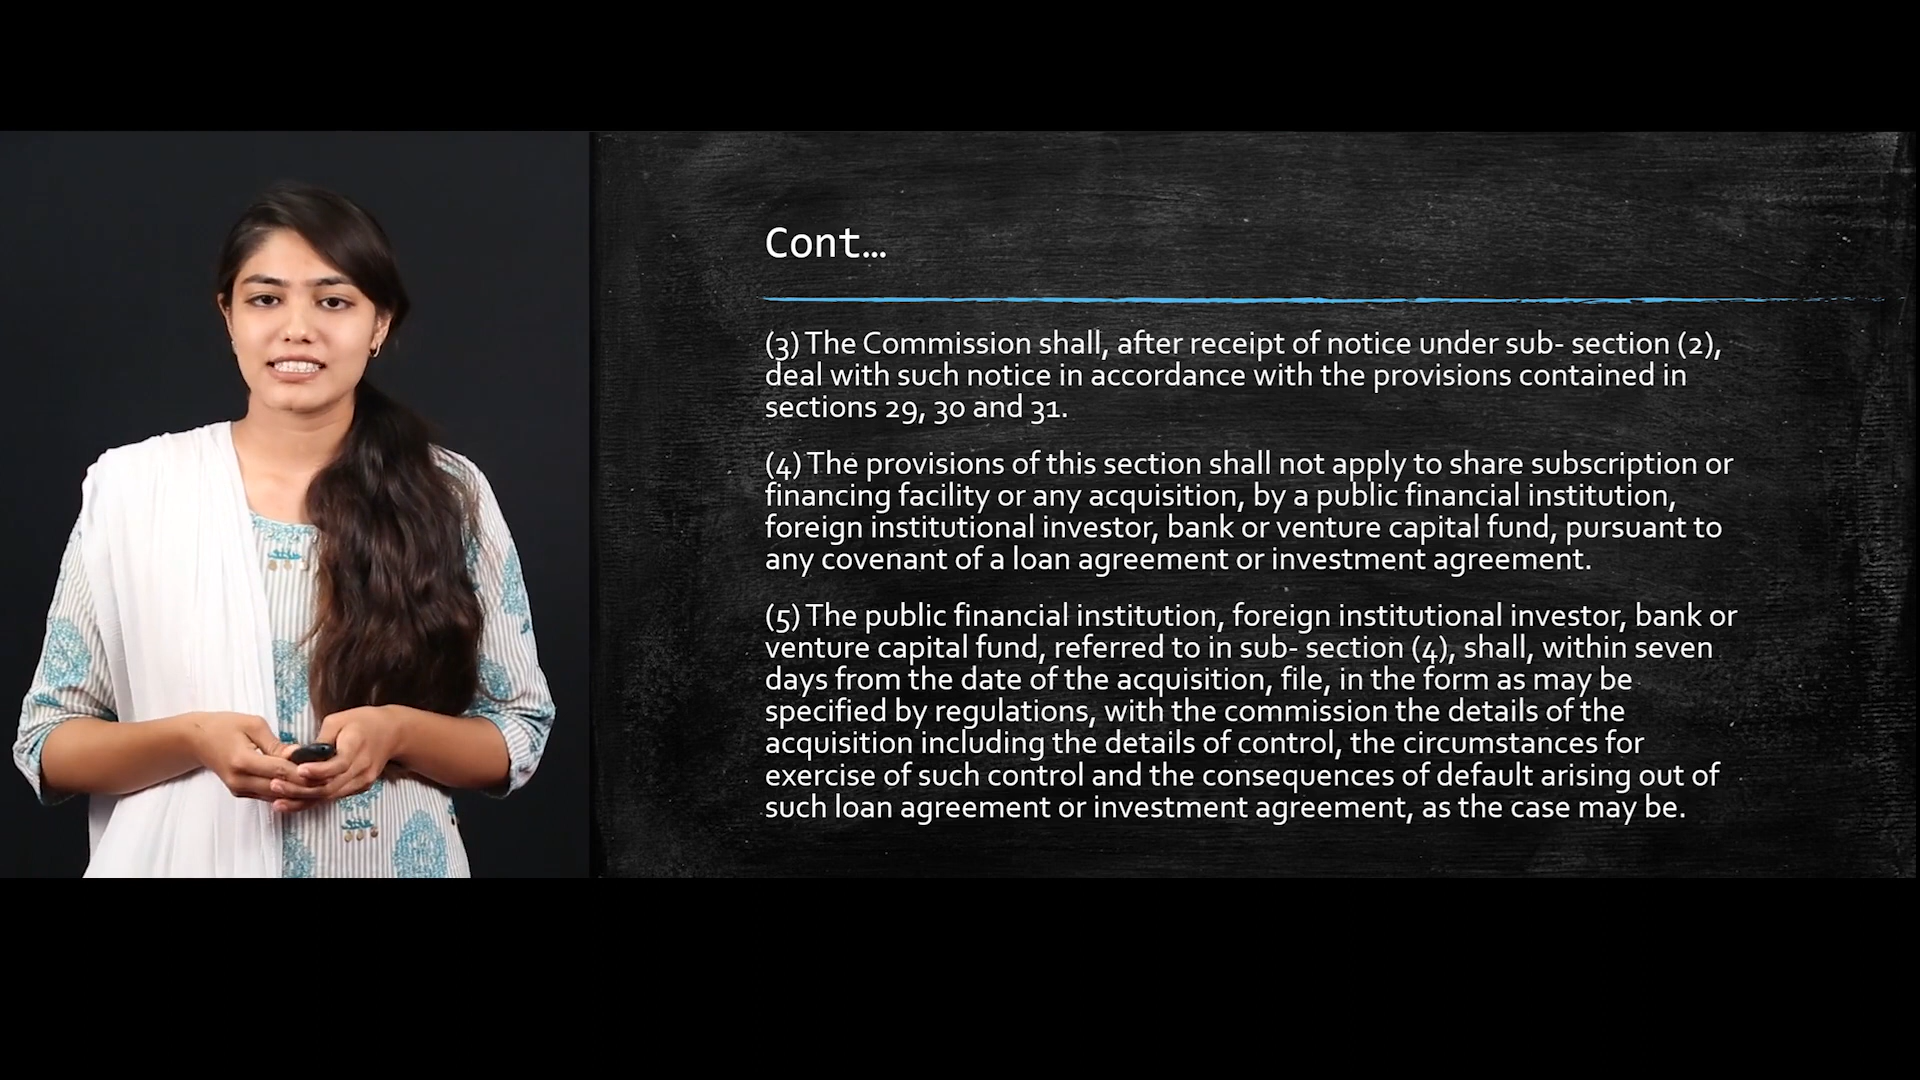 Cont…
(3) The Commission shall, after receipt of notice under sub- section (2),
deal with such notice in accordance with the provisions contained in
sections 29, 30 and 31.
(4) The provisions of this section shall not apply to share subscription or
financing facility or any acquisition, by a public financial institution,
foreign institutional investor, bank or venture capital fund, pursuant to
any covenant of a loan agreement or investment agreement.
(5) The public financial institution, foreign institutional investor, bank or
venture capital fund, referred to in sub- section (4), shall, within seven
days from the date of the acquisition, file, in the form as may be
specified by regulations, with the commission the details of the
acquisition including the details of control, the circumstances for
exercise of such control and the consequences of default arising out of
such loan agreement or investment agreement, as the case may be.